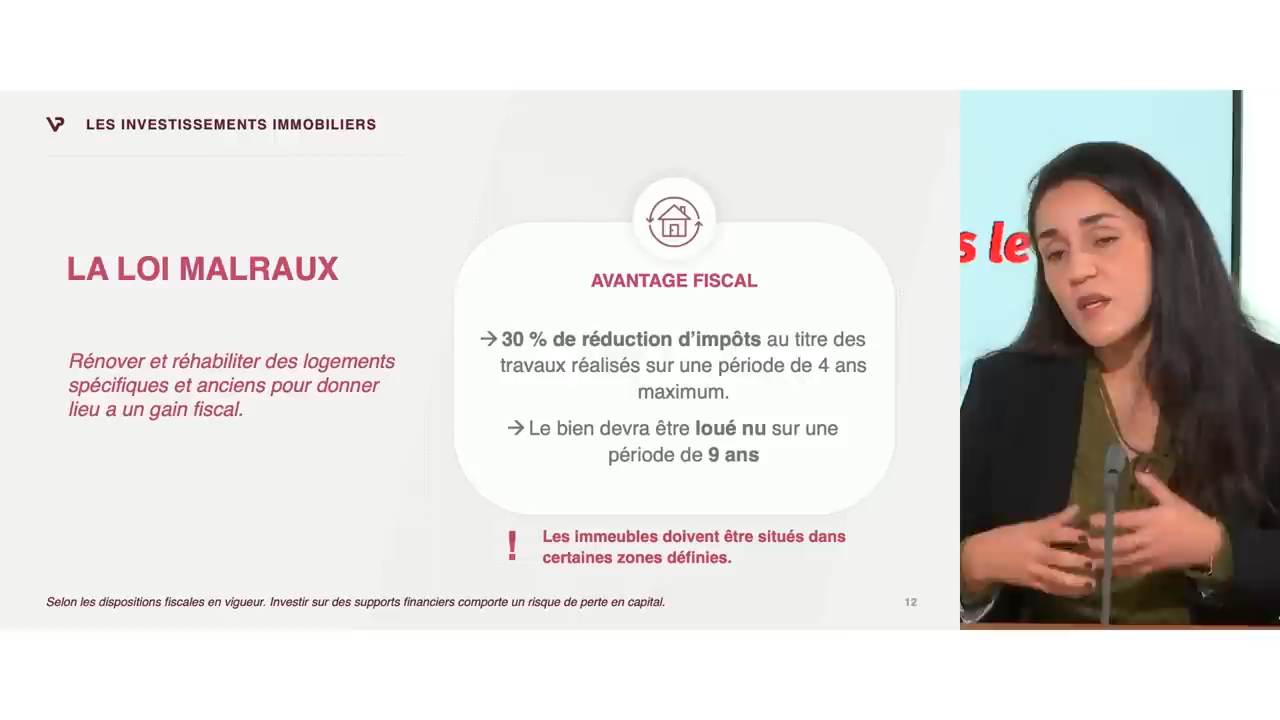 LES INVESTISSEMENTS IMMOBILIERS
LA LOI MALRAUX
Rénover et réhabiliter des logements
spécifiques et anciens pour donner
lieu a un gain fiscal.
AVANTAGE FISCAL
→ 30 % de réduction d'impôts au titre des
travaux réalisés sur une période de 4 ans
maximum.
→ Le bien devra être loué nu sur une
période de 9 ans
! Les immeubles doivent être situés dans
certaines zones définies.
Selon les dispositions fiscales en vigueur. Investir sur des supports financiers comporte un risque de perte en capital.
12
s le